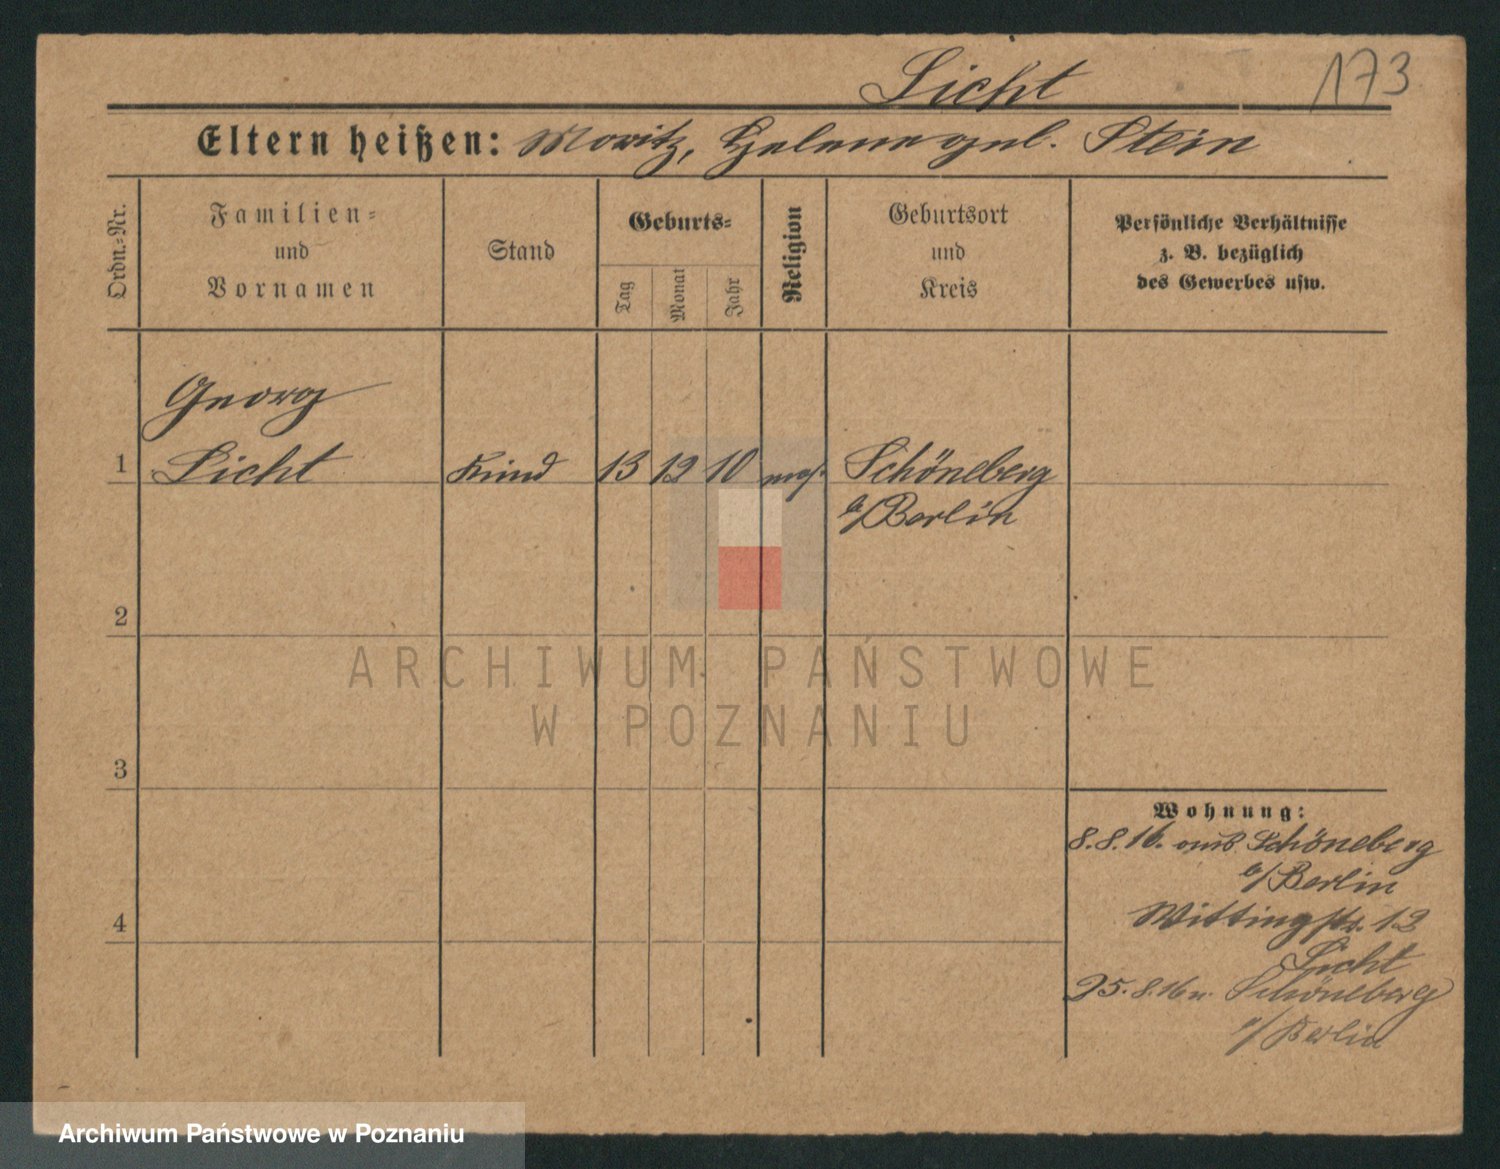 Licht 173
Eltern heißen: Moritz, Helene geb. Stein
Ordn.-Nr.
Familien-
und
Vornamen
Stand
Geburts-
Tag
Monat
Jahr
Religion
Geburtsort
und
Kreis
Persönliche Verhältnisse
z. B. bezüglich
des Gewerbes usw.
Georg
1 Licht Kind 13 12 10 mos. Schöneberg
b/Berlin
2
ARCHIWUM PAŃSTWOWE
W POZNANIU
3
Wohnung:
8.8.16. aus Schöneberg
b/Berlin
4 Wittingstr. 12
Licht
25.8.16 n. Schöneberg
b/Berlin
Archiwum Państwowe w Poznaniu